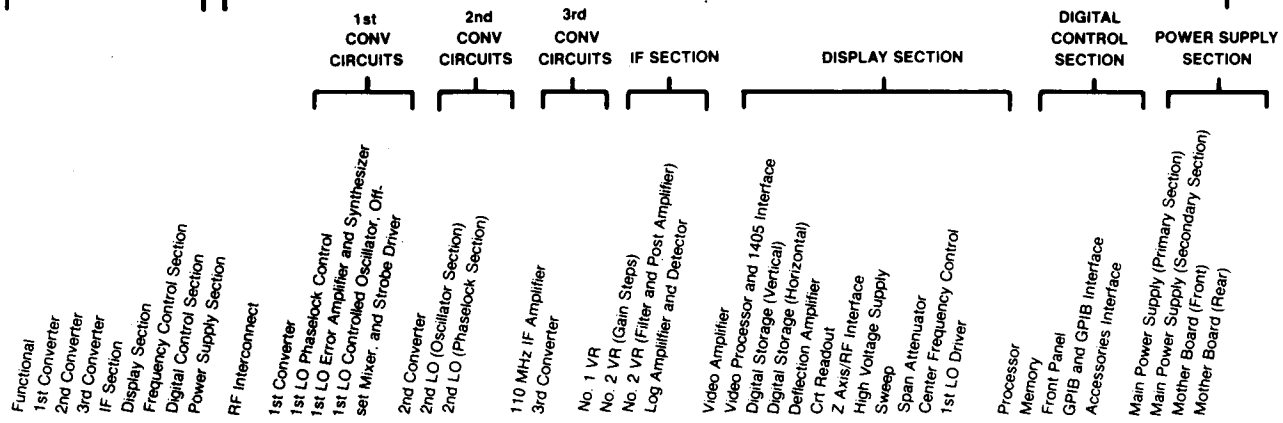 1st
CONV
CIRCUITS
2nd
CONV
CIRCUITS
3rd
CONV
CIRCUITS
IF SECTION
DISPLAY SECTION
DIGITAL
CONTROL
SECTION
POWER SUPPLY
SECTION
Functional
1st Converter
2nd Converter
3rd Converter
IF Section
Display Section
Frequency Control Section
Digital Control Section
Power Supply Section
RF Interconnect
1st Converter
1st LO Phaselock Control
1st LO Error Amplifier and Synthesizer
1st LO Controlled Oscillator, Off-
set Mixer, and Strobe Driver
2nd Converter
2nd LO (Oscillator Section)
2nd LO (Phaselock Section)
110 MHz IF Amplifier
3rd Converter
No. 1 VR
No. 2 VR (Gain Steps)
No. 2 VR (Filter and Post Amplifier)
Log Amplifier and Detector
Video Amplifier
Video Processor and 1405 Interface
Digital Storage (Vertical)
Digital Storage (Horizontal)
Deflection Amplifier
Crt Readout
Z Axis/RF Interface
High Voltage Supply
Sweep
Span Attenuator
Center Frequency Control
1st LO Driver
Processor
Memory
Front Panel
GPIB and GPIB Interface
Accessories Interface
Main Power Supply (Primary Section)
Main Power Supply (Secondary Section)
Mother Board (Front)
Mother Board (Rear)